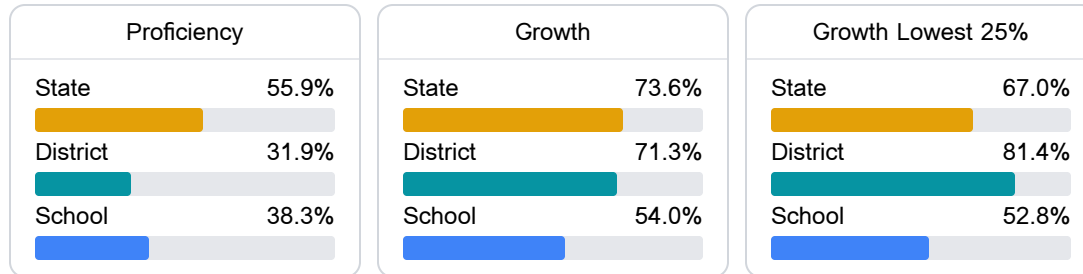 Proficiency
State 55.9%
District 31.9%
School 38.3%
Growth
State 73.6%
District 71.3%
School 54.0%
Growth Lowest 25%
State 67.0%
District 81.4%
School 52.8%